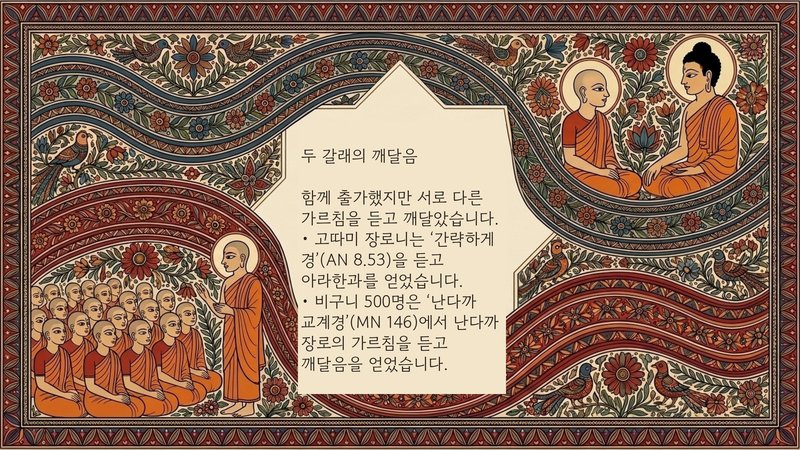 두 갈래의 깨달음
함께 출가했지만 서로 다른
가르침을 듣고 깨달았습니다.
• 고따미 장로니는 ‘간략하게
경’(AN 8.53)을 듣고
아라한과를 얻었습니다.
• 비구니 500명은 ‘난다까
교계경’(MN 146)에서 난다까
장로의 가르침을 듣고
깨달음을 얻었습니다.